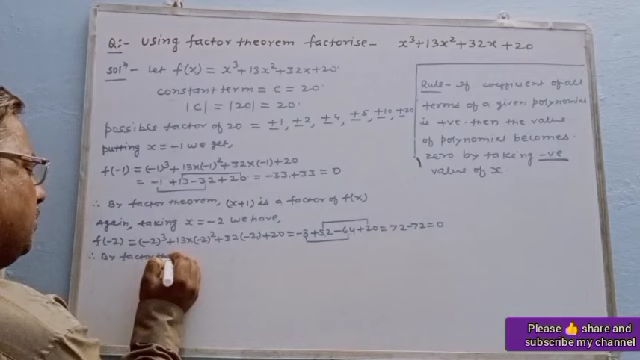 Q:- Using factor theorem factorise- x³+13x²+32x+20
Solⁿ- let f(x) = x³+13x²+32x+20
constant term = c = 20
|c| = |20| = 20
possible factor of 20 = ±1, ±2, ±4, ±5, ±10, ±20
putting x = -1 we get,
f(-1) = (-1)³+13x(-1)²+32x(-1)+20
= -1+13-32+20 = -33+33 = 0
∴ By factor theorem, (x+1) is a factor of f(x)
Again, taking x = -2 we have,
f(-2) = (-2)³+13x(-2)²+32(-2)+20 = -8+52-64+20 = 72-72 = 0
∴ By factor th
Rule- If coefficient of all
terms of a given polynomial
is +ve then the value
of polynomial becomes
zero by taking -ve
value of x.
Please 👍 share and
subscribe my channel